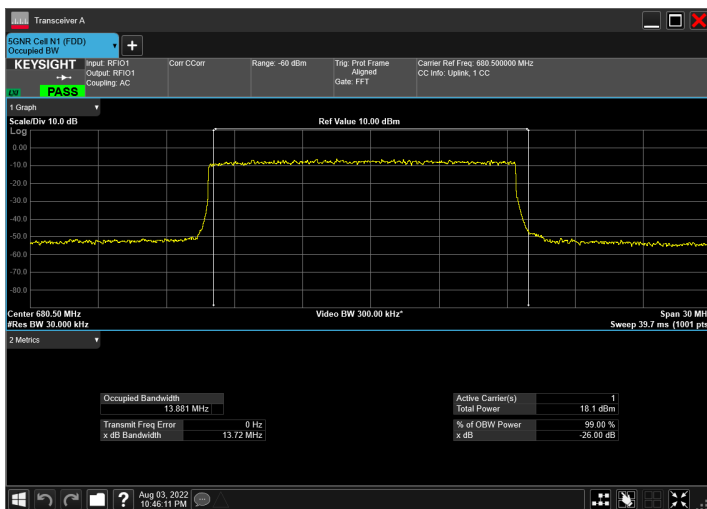 Transceiver A
5GNR Cell N1 (FDD)
Occupied BW
KEYSIGHT
Input: RFIO1
Output: RFIO1
Coupling: AC
Corr CCorr
Range: -60 dBm
Trig: Prot Frame
Aligned
Gate: FFT
Carrier Ref Freq: 680.500000 MHz
CC Info: Uplink, 1 CC
LXI
PASS
1 Graph
Scale/Div 10.0 dB
Ref Value 10.00 dBm
Log
0.00
-10.0
-20.0
-30.0
-40.0
-50.0
-60.0
-70.0
-80.0
Center 680.50 MHz
Video BW 300.00 kHz*
Span 30 MH
#Res BW 30.000 kHz
Sweep 39.7 ms (1001 pts
2 Metrics
Occupied Bandwidth
13.881 MHz
Transmit Freq Error 0 Hz
x dB Bandwidth 13.72 MHz
Active Carrier(s) 1
Total Power 18.1 dBm
% of OBW Power 99.00 %
x dB -26.00 dB
?
Aug 03, 2022
10:46:11 PM